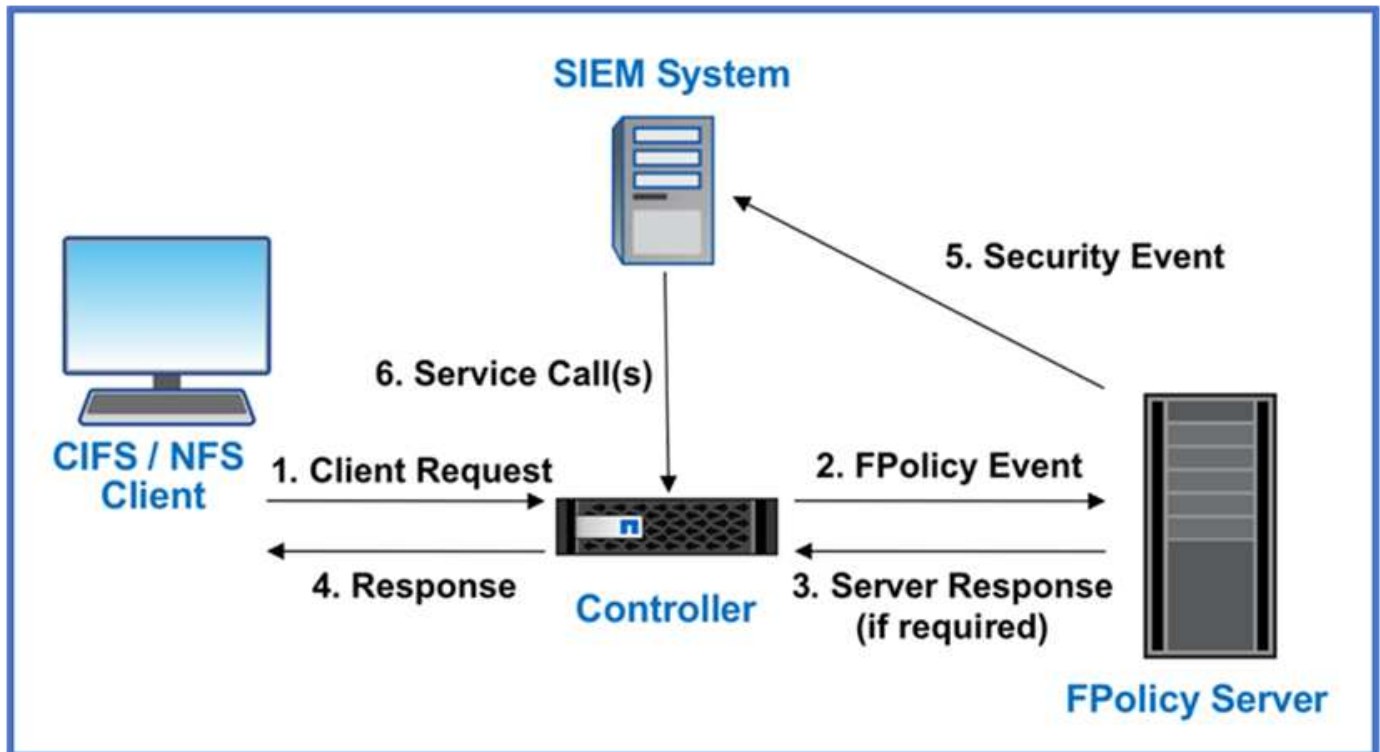 SIEM System
5. Security Event
6. Service Call(s)
CIFS / NFS
Client
1. Client Request
2. FPolicy Event
4. Response
3. Server Response
(if required)
Controller
FPolicy Server